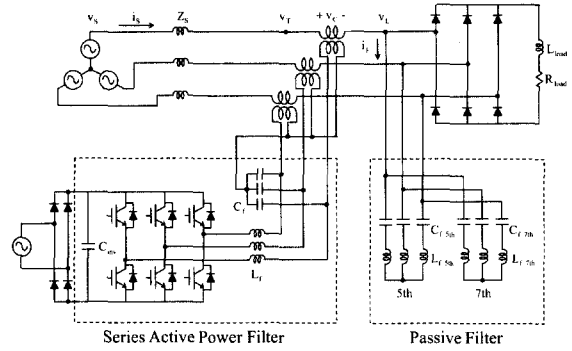 v_S
i_S
Z_S
v_T
+ v_C -
v_L
i_F
L_load
R_load
C_f
L_f
C_f 5th
C_f 7th
L_f 5th
L_f 7th
5th
7th
Series Active Power Filter
Passive Filter